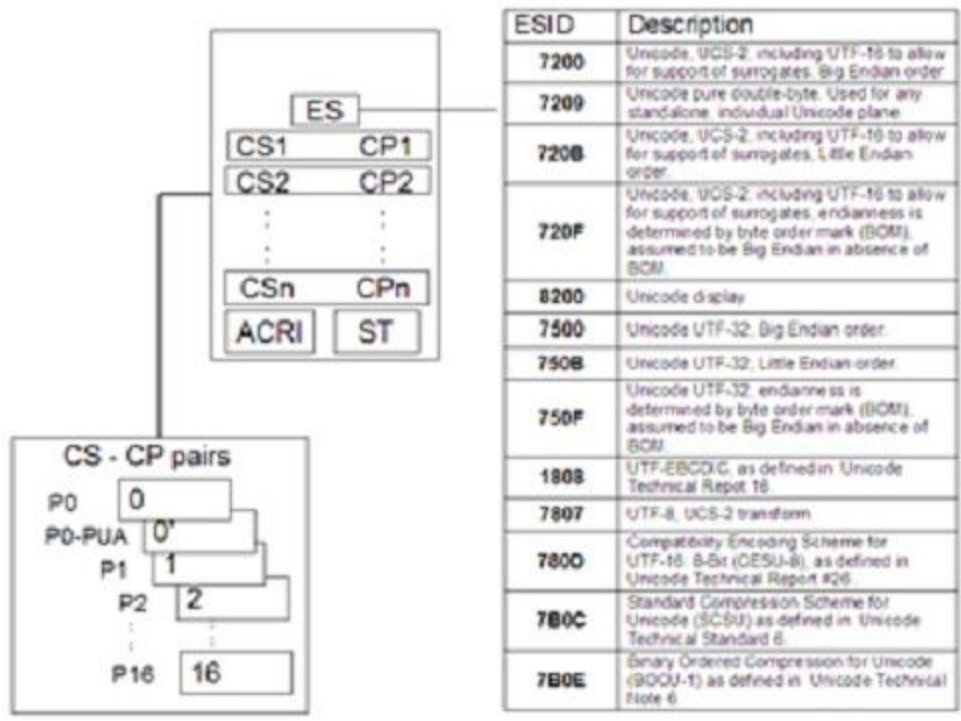 ES
CS1 CP1
CS2 CP2
CSn CPn
ACRI ST
CS - CP pairs
P0 0
P0-PUA 0'
P1 1
P2 2
P16 16
ESID Description
7200 Unicode, UCS-2, including UTF-16 to allow
for support of surrogates, Big Endian order
7209 Unicode pure double-byte. Used for any
standalone, individual Unicode plane
720B Unicode, UCS-2, including UTF-16 to allow
for support of surrogates, Little Endian
order.
720F Unicode, UCS-2, including UTF-16 to allow
for support of surrogates, endianness is
determined by byte order mark (BOM),
assumed to be Big Endian in absence of
BOM.
8200 Unicode display
7500 Unicode UTF-32, Big Endian order.
750B Unicode UTF-32, Little Endian order.
750F Unicode UTF-32, endianness is
determined by byte order mark (BOM),
assumed to be Big Endian in absence of
BOM.
1808 UTF-EBCDIC, as defined in Unicode
Technical Repot 16.
7807 UTF-8, UCS-2 transform
780D Compatibility Encoding Scheme for
UTF-16: 8-Bit (CESU-8), as defined in
Unicode Technical Report #26.
7B0C Standard Compression Scheme for
Unicode (SCSU) as defined in Unicode
Technical Standard 6.
7B0E Binary Ordered Compression for Unicode
(BOCU-1) as defined in Unicode Technical
Note 6.